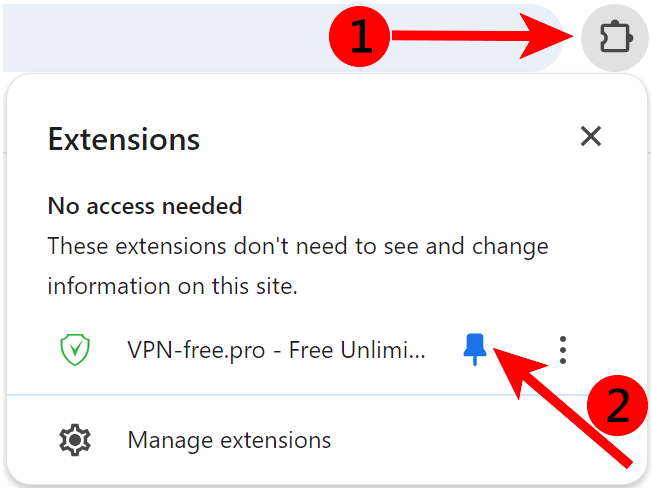 1
Extensions
No access needed
These extensions don't need to see and change
information on this site.
VPN-free.pro - Free Unlimi...
2
Manage extensions